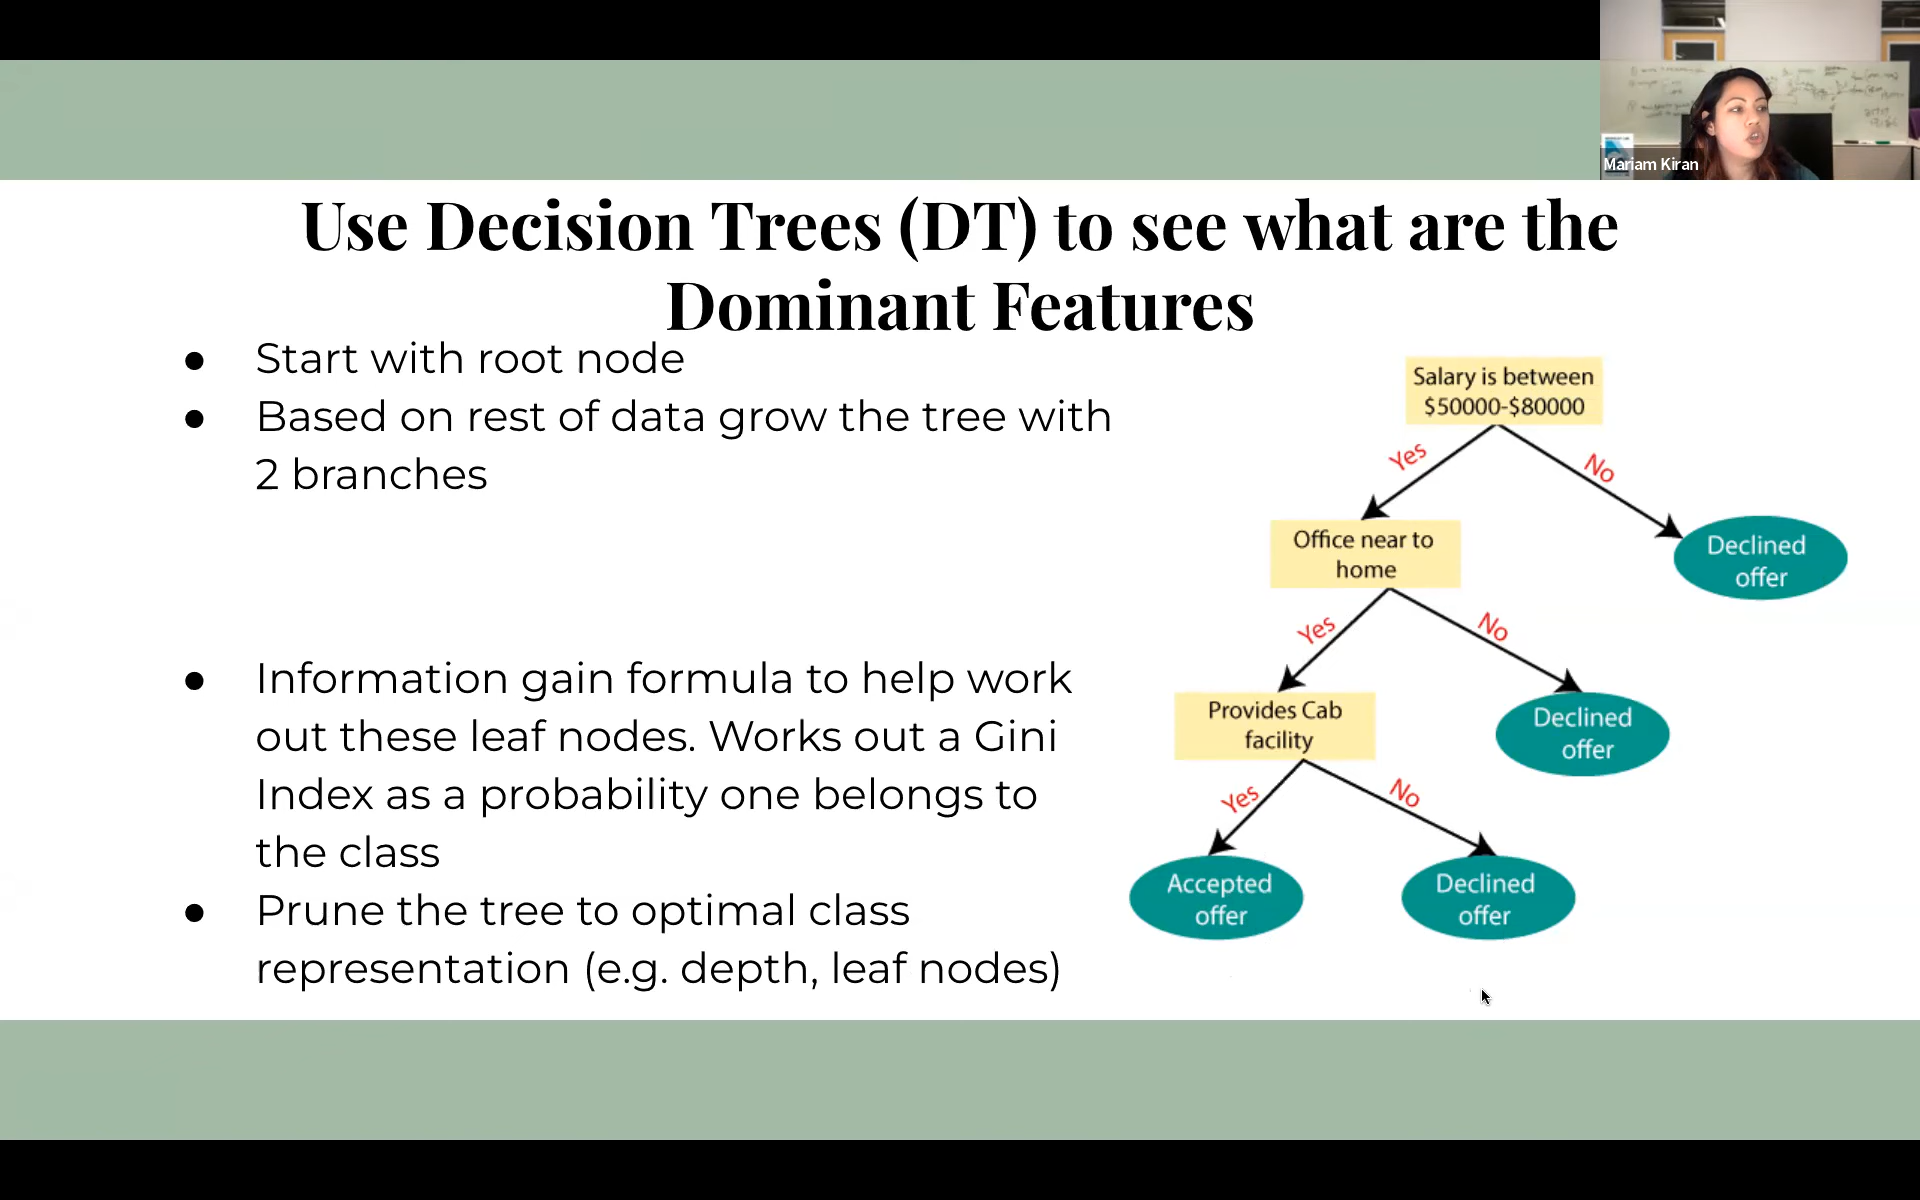 Mariam Kiran
Use Decision Trees (DT) to see what are the
Dominant Features
● Start with root node
● Based on rest of data grow the tree with
2 branches
● Information gain formula to help work
out these leaf nodes. Works out a Gini
Index as a probability one belongs to
the class
● Prune the tree to optimal class
representation (e.g. depth, leaf nodes)
Salary is between
$50000-$80000
Yes
No
Office near to
home
Declined
offer
Yes
No
Provides Cab
facility
Declined
offer
Yes
No
Accepted
offer
Declined
offer